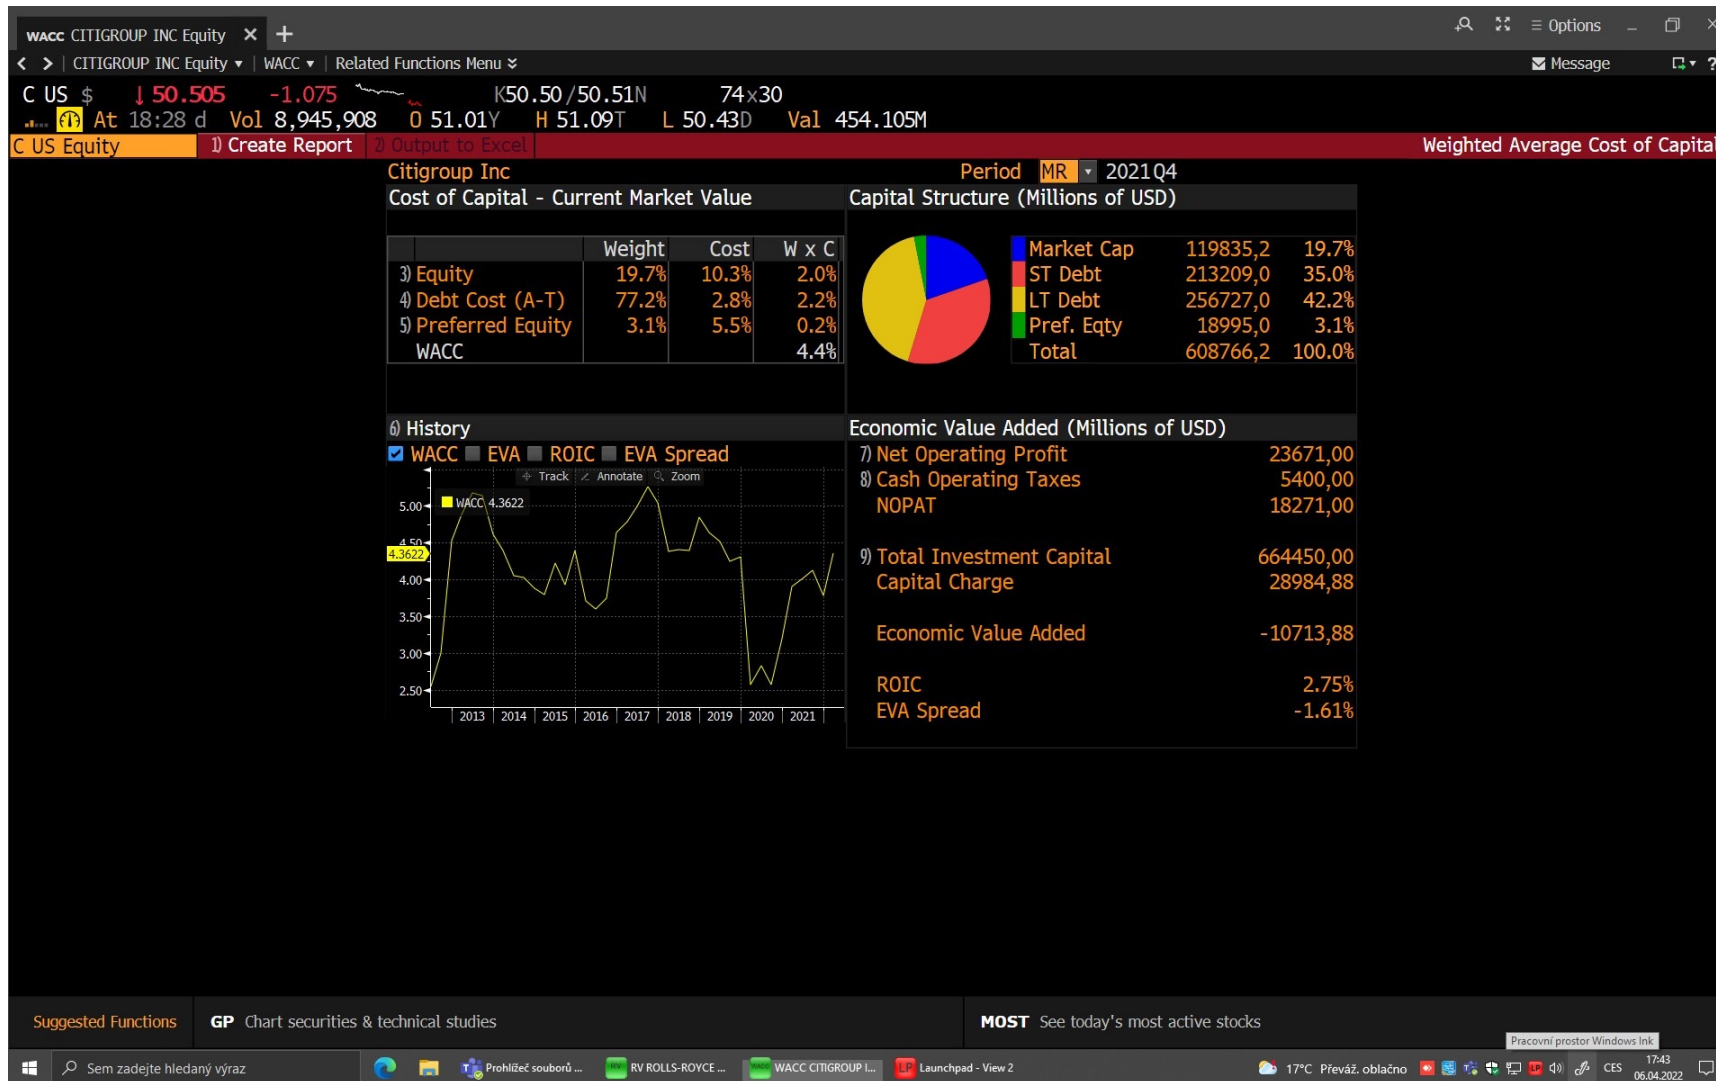 WACC CITIGROUP INC Equity × +
Options
< > CITIGROUP INC Equity ▾ WACC ▾ Related Functions Menu
Message ?
C US $ ↓ 50.505 -1.075 K50.50/50.51N 74x30
At 18:28 d Vol 8,945,908 O 51.01Y H 51.09T L 50.43D Val 454.105M
C US Equity 1) Create Report 2) Output to Excel Weighted Average Cost of Capital
Citigroup Inc Period MR 2021 Q4
Cost of Capital - Current Market Value
Weight Cost W x C
3) Equity 19.7% 10.3% 2.0%
4) Debt Cost (A-T) 77.2% 2.8% 2.2%
5) Preferred Equity 3.1% 5.5% 0.2%
WACC 4.4%
Capital Structure (Millions of USD)
Market Cap 119835,2 19.7%
ST Debt 213209,0 35.0%
LT Debt 256727,0 42.2%
Pref. Eqty 18995,0 3.1%
Total 608766,2 100.0%
6) History
WACC EVA ROIC EVA Spread
Track Annotate Zoom
WACC 4.3622
5.00
4.50
4.3622
4.00
3.50
3.00
2.50
2013 2014 2015 2016 2017 2018 2019 2020 2021
Economic Value Added (Millions of USD)
7) Net Operating Profit 23671,00
8) Cash Operating Taxes 5400,00
NOPAT 18271,00
9) Total Investment Capital 664450,00
Capital Charge 28984,88
Economic Value Added -10713,88
ROIC 2.75%
EVA Spread -1.61%
Suggested Functions GP Chart securities & technical studies MOST See today's most active stocks
Pracovní prostor Windows Ink
Sem zadejte hledaný výraz Prohlížeč souborů ... RV ROLLS-ROYCE ... WACC CITIGROUP I... LP Launchpad - View 2 17°C Převáž. oblačno LP CES 17:43
06.04.2022